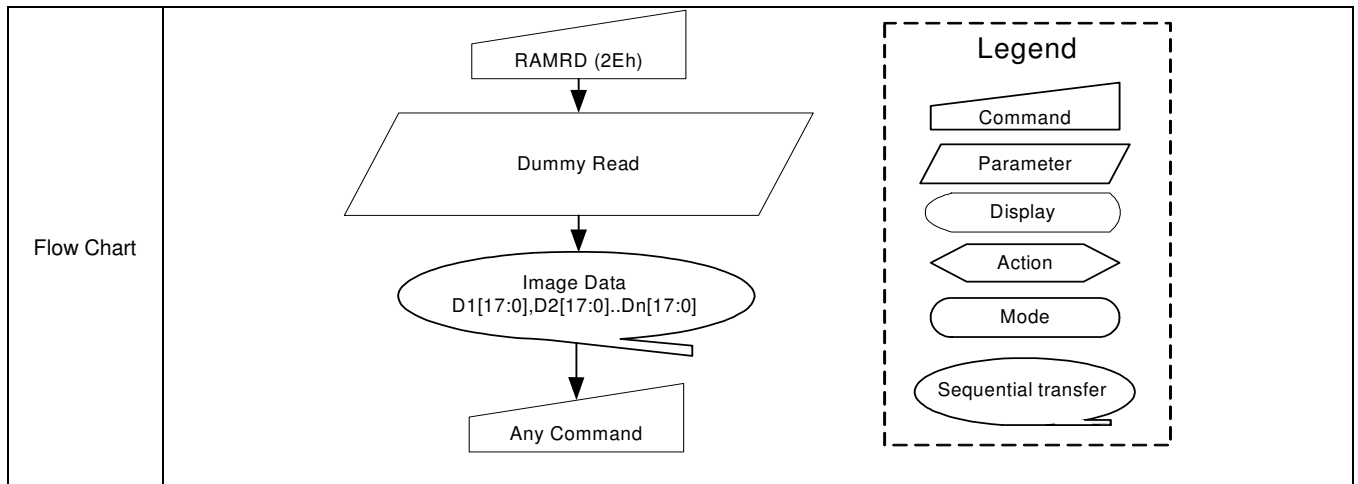 Flow Chart
RAMRD (2Eh)
Dummy Read
Image Data
D1[17:0],D2[17:0]..Dn[17:0]
Any Command
Legend
Command
Parameter
Display
Action
Mode
Sequential transfer